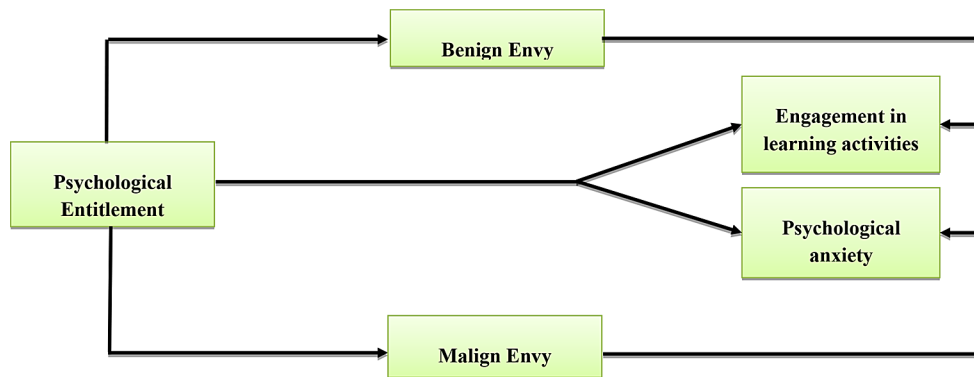 Benign Envy
Engagement in
learning activities
Psychological
Entitlement
Psychological
anxiety
Malign Envy